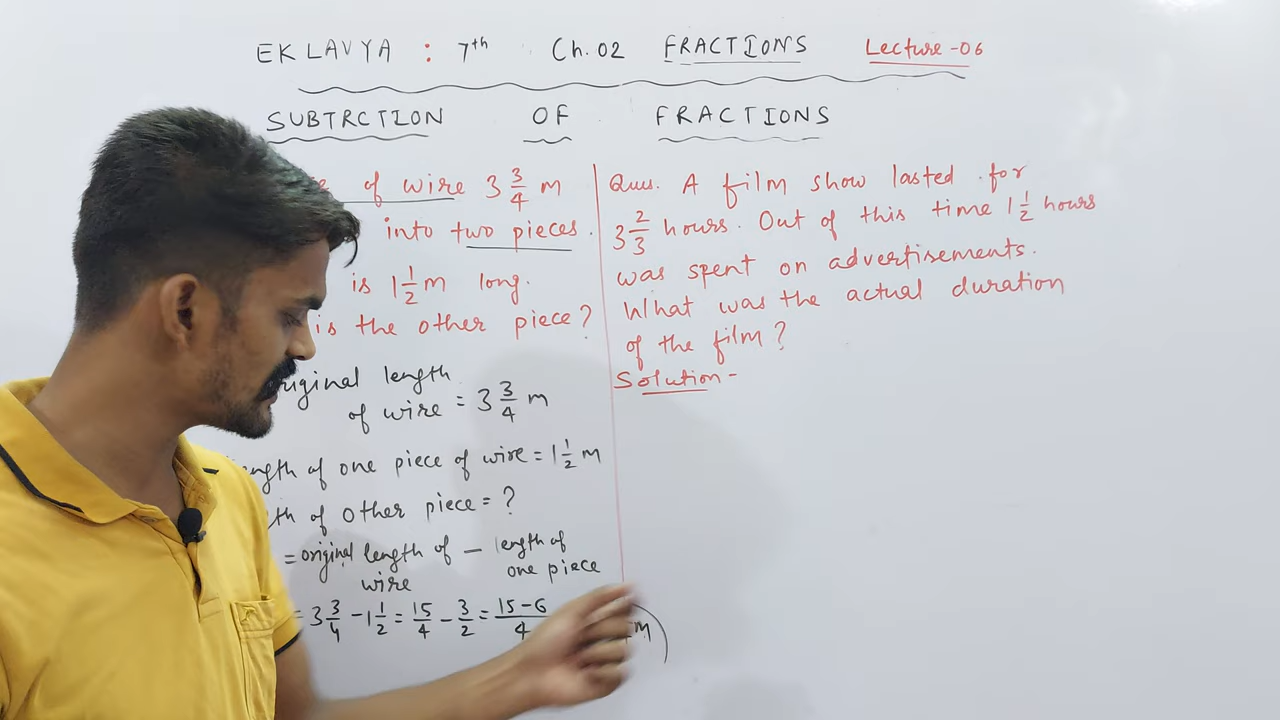 EKLAVYA : 7th Ch.02 FRACTIONS Lecture-06
SUBTRCTION OF FRACTIONS
of wire 3 3/4 m
into two pieces.
is 1 1/2 m long.
is the other piece?
riginal length
of wire = 3 3/4 m
ength of one piece of wire = 1 1/2 m
th of other piece = ?
= original length of wire - length of one piece
= 3 3/4 - 1 1/2 = 15/4 - 3/2 = 15-6/4
m
Ques. A film show lasted for
3 2/3 hours. Out of this time 1 1/2 hours
was spent on advertisements.
What was the actual duration
of the film?
Solution-